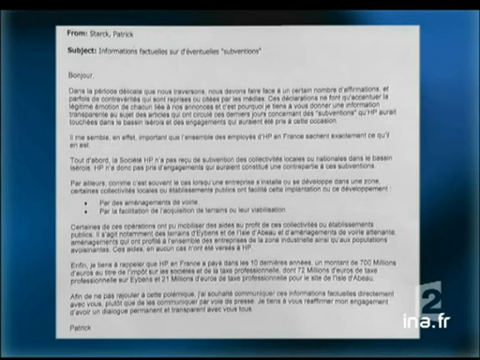 From: Starck, Patrick
Subject: Informations factuelles sur d'éventuelles "subventions"
Bonjour,
Dans la période délicate que nous traversons, nous devons faire face à un certain nombre d'affirmations, et
parfois de contrevérités qui sont reprises ou citées par les médias. Ces déclarations ne font qu'accentuer la
légitime émotion de chacun liée à nos annonces et c'est pourquoi je tiens à vous donner une information
transparente au sujet des articles qui ont circulé ces derniers jours concernant des "subventions" qu'HP aurait
touchées dans le bassin isérois et des engagements qui auraient été pris à cette occasion.
Il me semble, en effet, important que l'ensemble des employés d'HP en France sachent exactement ce qu'il
en est.
Tout d'abord, la Société HP n'a pas reçu de subvention des collectivités locales ou nationales dans le bassin
isérois. HP n'a donc pris pas d'engagements qui auraient constitué une contrepartie à ces subventions.
Par ailleurs, comme c'est souvent le cas lorsqu'une entreprise s'installe ou se développe dans une zone,
certaines collectivités locales ou établissements publics ont facilité cette implantation ou ce développement :
• Par des aménagements de voirie.
• Par la facilitation de l'acquisition de terrains ou leur viabilisation.
Certaines de ces opérations ont pu mobiliser des aides au profit de ces collectivités ou établissements
publics. Il s'agit notamment des terrains d'Eybens et de l'Isle d'Abeau et d'aménagements de voirie attenante,
aménagements qui ont profité à l'ensemble des entreprises de la zone industrielle ainsi qu'aux populations
avoisinantes. Ces aides, en aucun cas n'ont été versés à HP.
Enfin, je tiens à rappeler que HP en France a payé dans les 10 dernières années, un montant de 700 Millions
d'euros au titre de l'impôt sur les sociétés et de la taxe professionnelle, dont 72 Millions d'euros de taxe
professionnelle sur Eybens et 21 Millions d'euros de taxe professionnelle pour le site de l'Isle d'Abeau.
Afin de ne pas rajouter à cette polémique, j'ai souhaité communiquer ces informations factuelles directement
avec vous, plutôt que de les communiquer par voie de presse. Je tiens à vous réaffirmer mon engagement
d'avoir un dialogue permanent et transparent avec vous tous.
Patrick
2
ina.fr